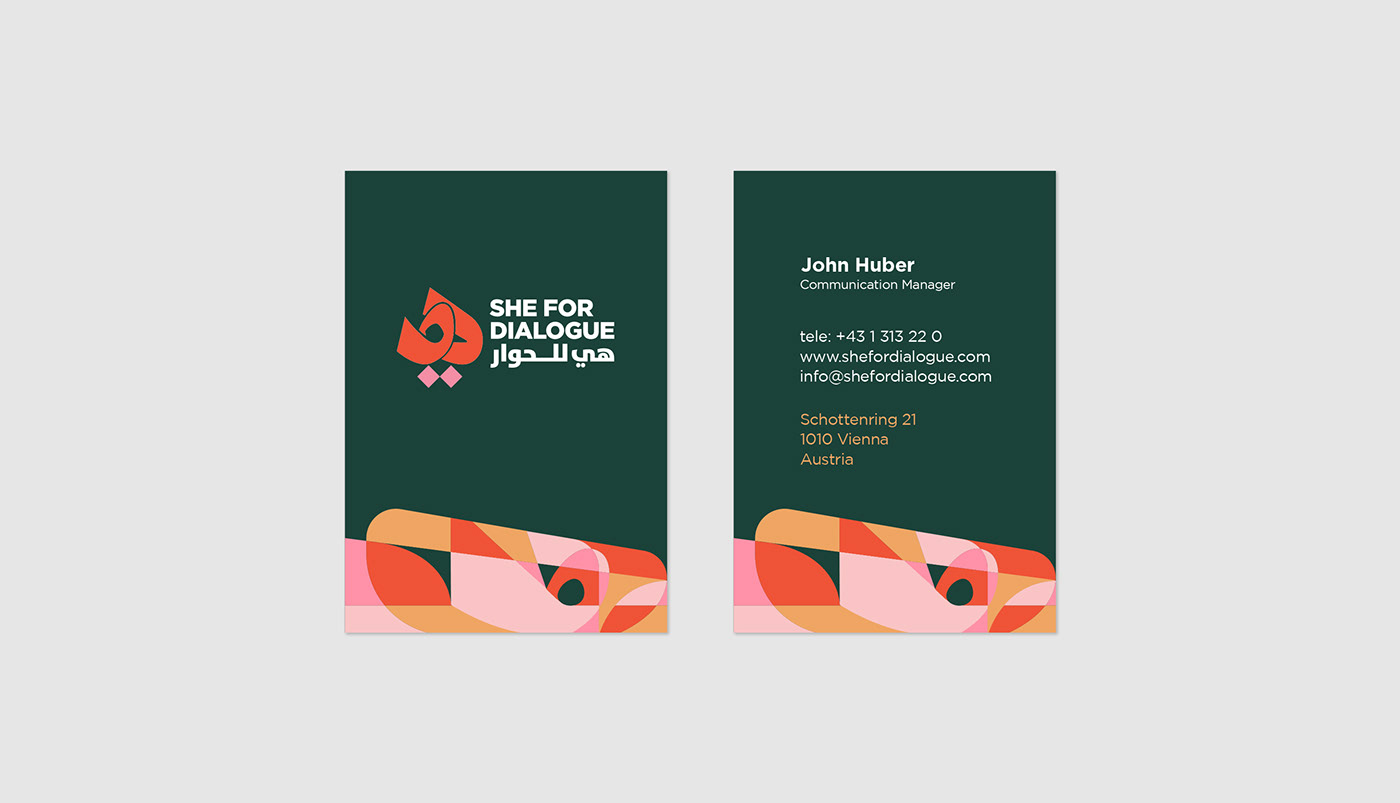 SHE FOR
DIALOGUE
هي للـــحوار
John Huber
Communication Manager
tele: +43 1 313 22 0
www.shefordialogue.com
info@shefordialogue.com
Schottenring 21
1010 Vienna
Austria